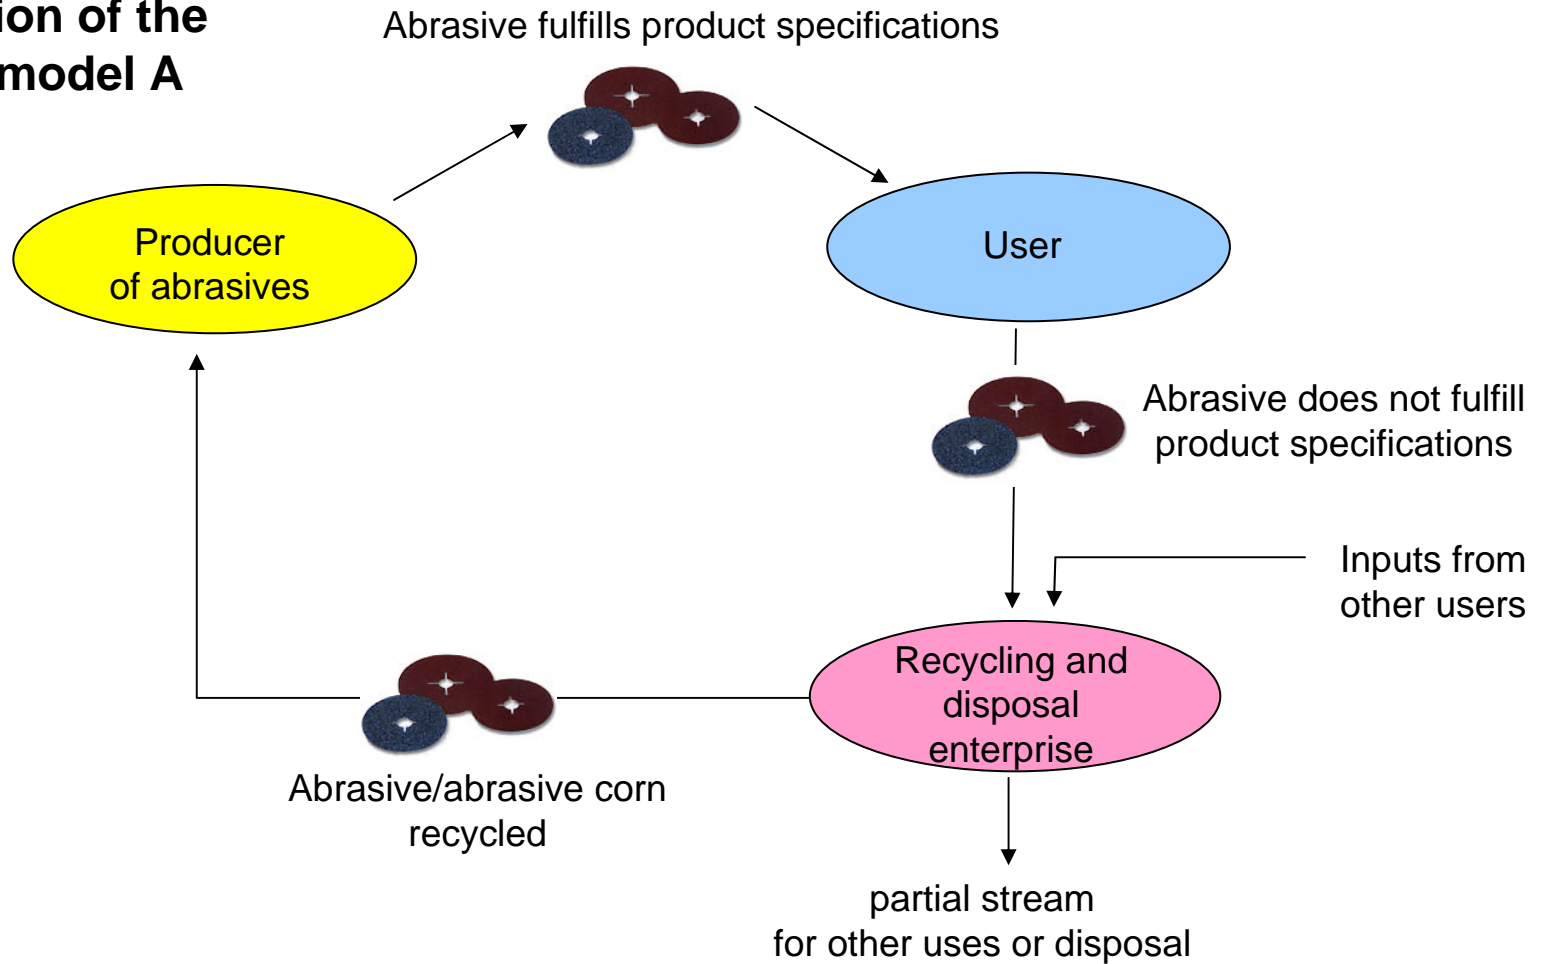 ion of the
model A
Abrasive fulfills product specifications
Producer
of abrasives
User
Abrasive does not fulfill
product specifications
Inputs from
other users
Recycling and
disposal
enterprise
Abrasive/abrasive corn
recycled
partial stream
for other uses or disposal